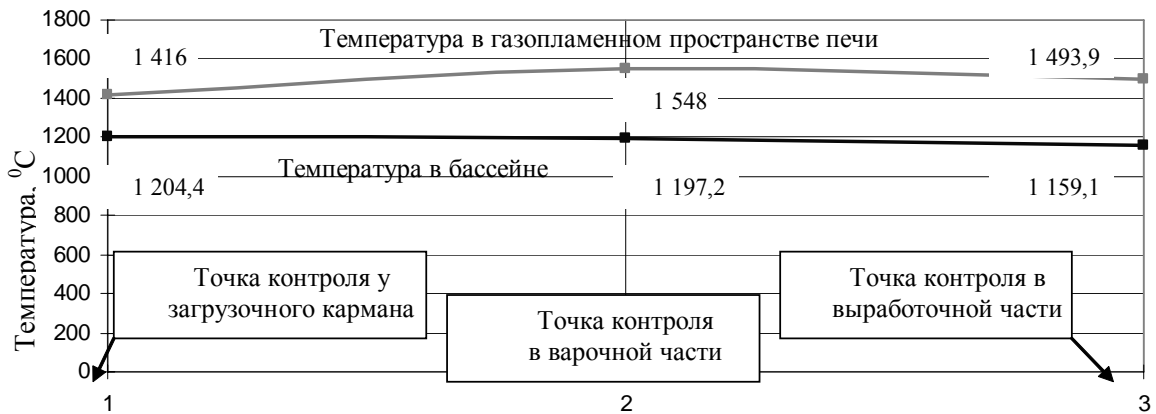 1800
1600
1400
1200
1000
800
600
400
200
0
Температура, ⁰С
Температура в газопламенном пространстве печи
1 416
1 548
1 493,9
Температура в бассейне
1 204,4
1 197,2
1 159,1
Точка контроля у
загрузочного кармана
Точка контроля
в варочной части
Точка контроля в
выработочной части
1
2
3